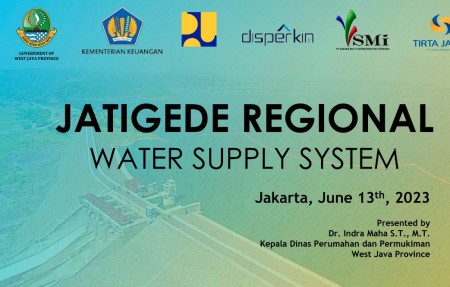 GOVERNMENT OF
WEST JAVA PROVINCE
KEMENTERIAN KEUANGAN
disperkin
SMi
TIRTA JA
JATIGEDE REGIONAL
WATER SUPPLY SYSTEM
Jakarta, June 13th, 2023
Presented by
Dr. Indra Maha S.T., M.T.
Kepala Dinas Perumahan dan Permukiman
West Java Province